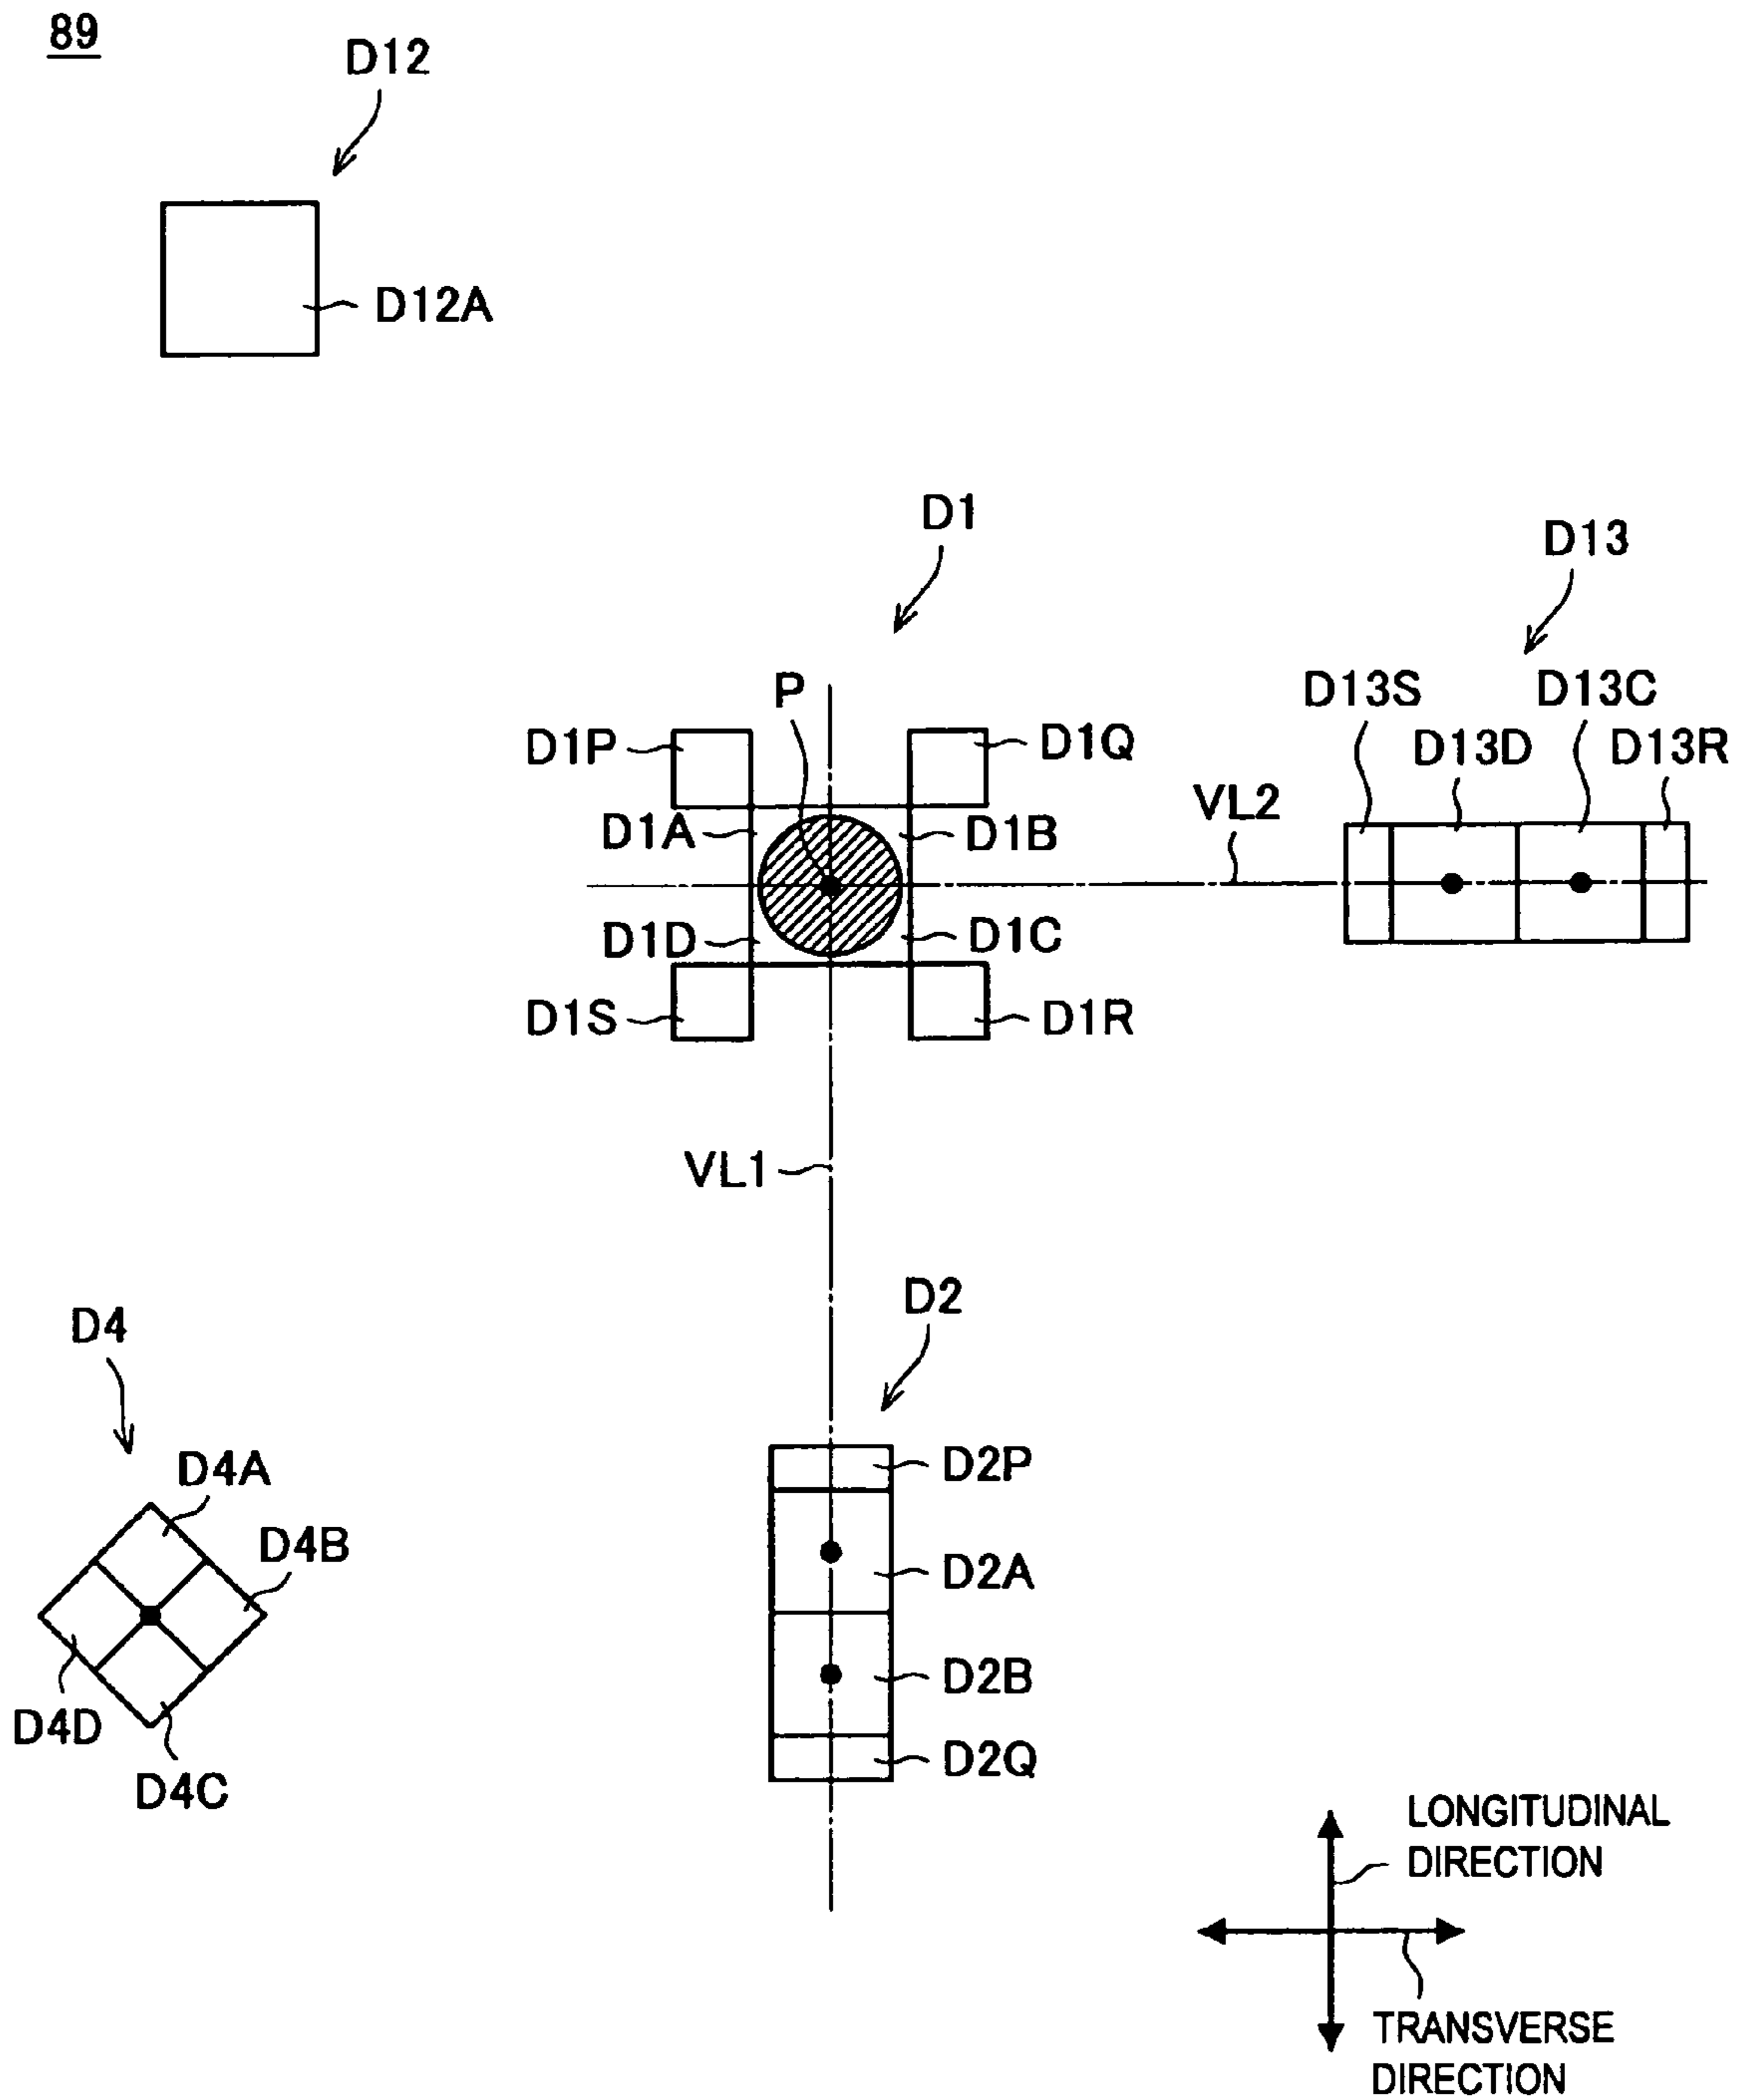 89
D12
D12A
D1
D13
P
D13S
D13C
D1P
D1Q
D13D
D13R
VL2
D1A
D1B
D1D
D1C
D1S
D1R
VL1
D2
D4
D4A
D2P
D4B
D2A
D2B
D4D
D2Q
D4C
LONGITUDINAL
DIRECTION
TRANSVERSE
DIRECTION